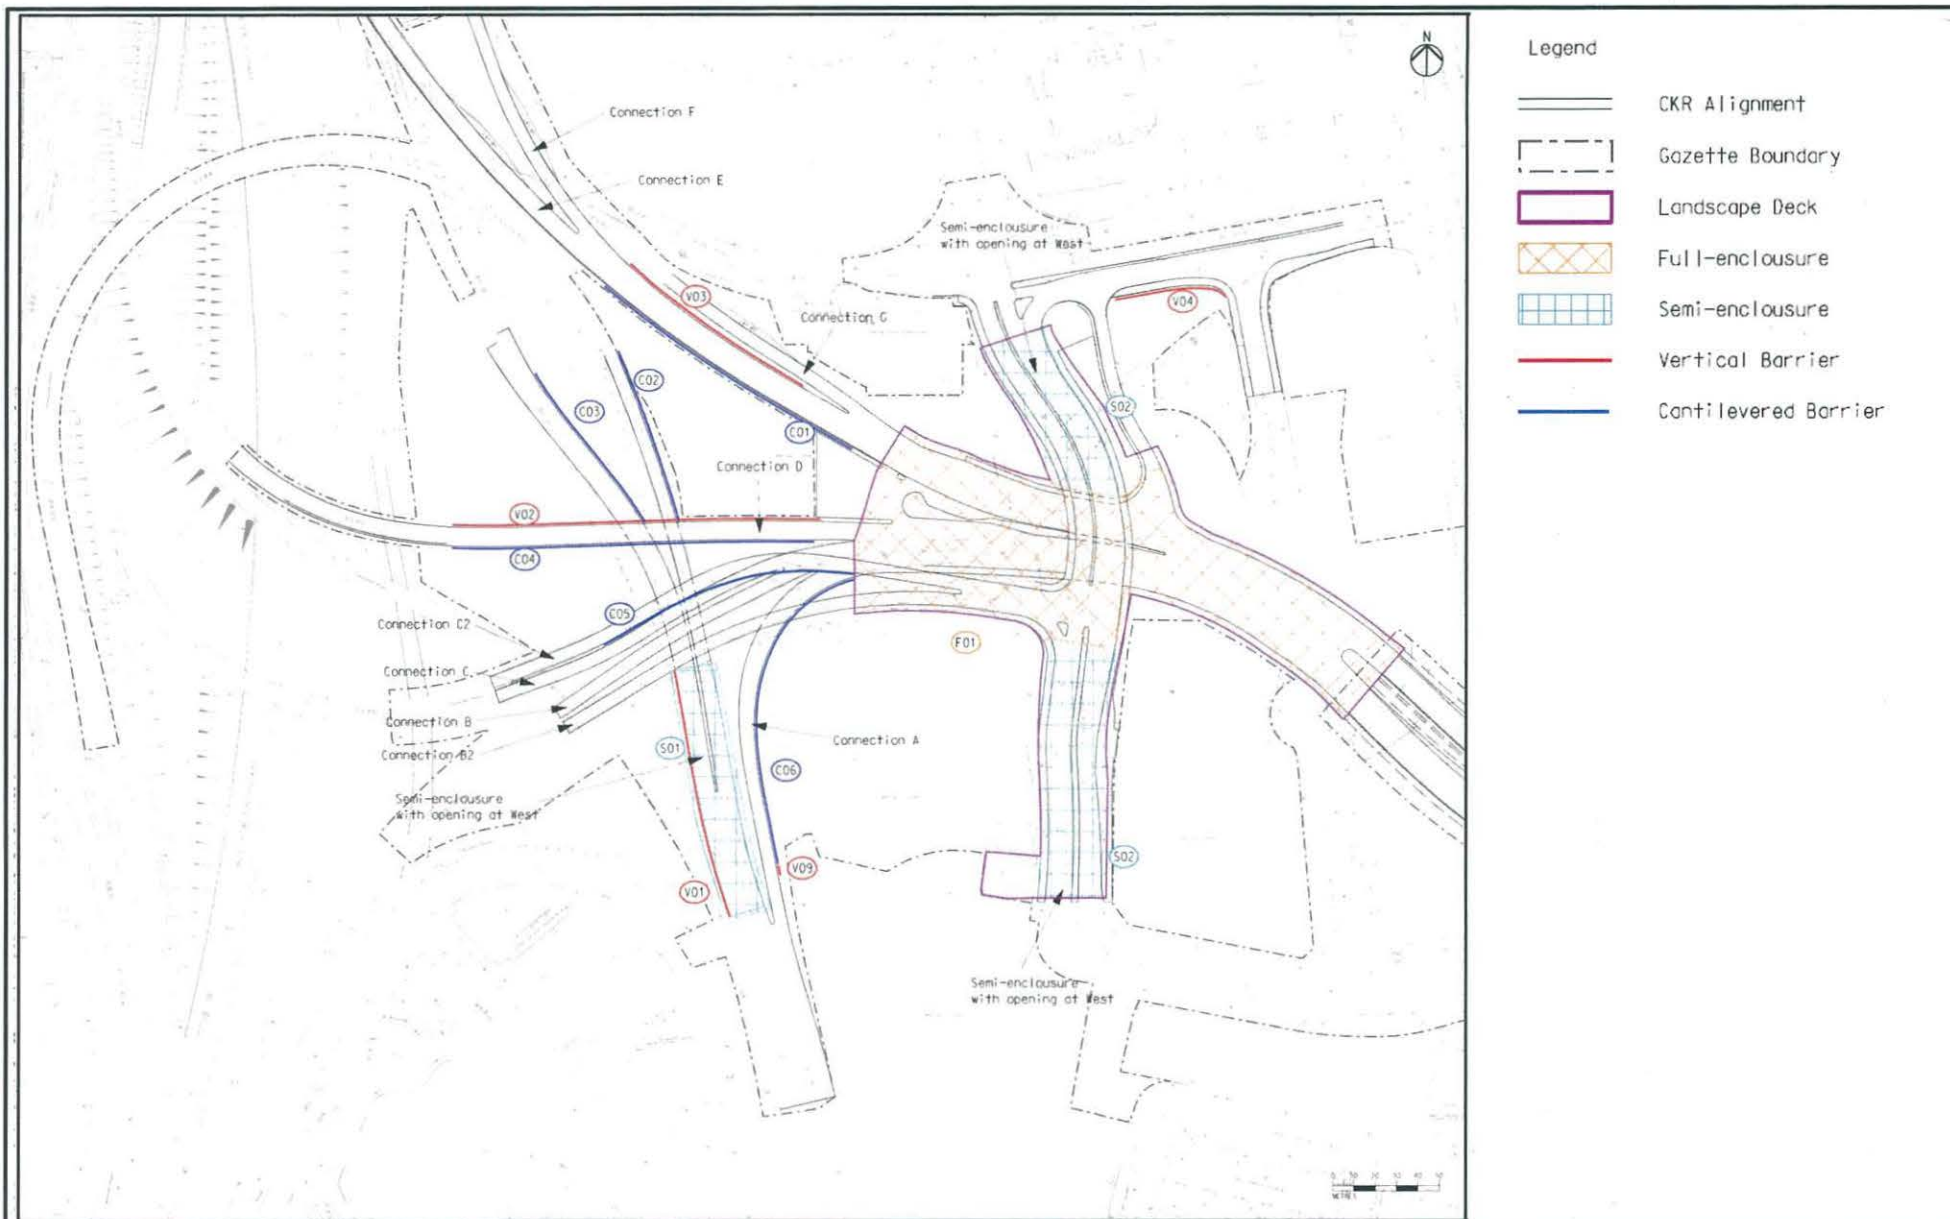 N
Connection F
Connection E
Semi-enclousure
with opening at West
V03
V04
Connection G
C02
C03
S02
C01
Connection D
V02
C04
C05
Connection C2
F01
Connection C
Connection B
Connection B2
S01
Connection A
C06
Semi-enclousure
with opening at West
V01
V09
S02
Semi-enclousure
with opening at West
METRES
Legend
CKR Alignment
Gazette Boundary
Landscape Deck
Full-enclousure
Semi-enclousure
Vertical Barrier
Cantilevered Barrier